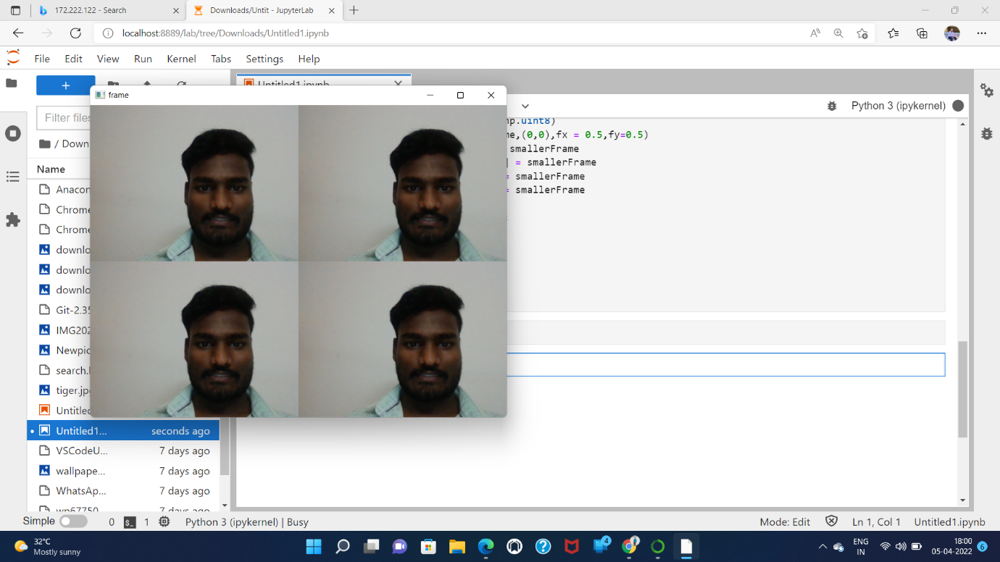 172.222.122 - Search
Downloads/Untit - JupyterLab
localhost:8889/lab/tree/Downloads/Untitled1.ipynb
File Edit View Run Kernel Tabs Settings Help
Untitled1.ipynb
frame
Filter files
/ Down
Python 3 (ipykernel)
np.uint8)
me,(0,0),fx = 0.5,fy=0.5)
smallerFrame
] = smallerFrame
= smallerFrame
= smallerFrame
Name
Anacon
Chrome
Chrome
downlo
downlo
downlo
Git-2.35
IMG202
Newpic
search.
tiger.jp
Untitled
Untitled1... seconds ago
VSCodeU... 7 days ago
wallpape... 7 days ago
WhatsAp... 7 days ago
wp67750 7 days ago
Simple 0 $_ 1 Python 3 (ipykernel) | Busy Mode: Edit Ln 1, Col 1 Untitled1.ipynb
32°C
Mostly sunny
4
ENG
IN
18:00
05-04-2022
6